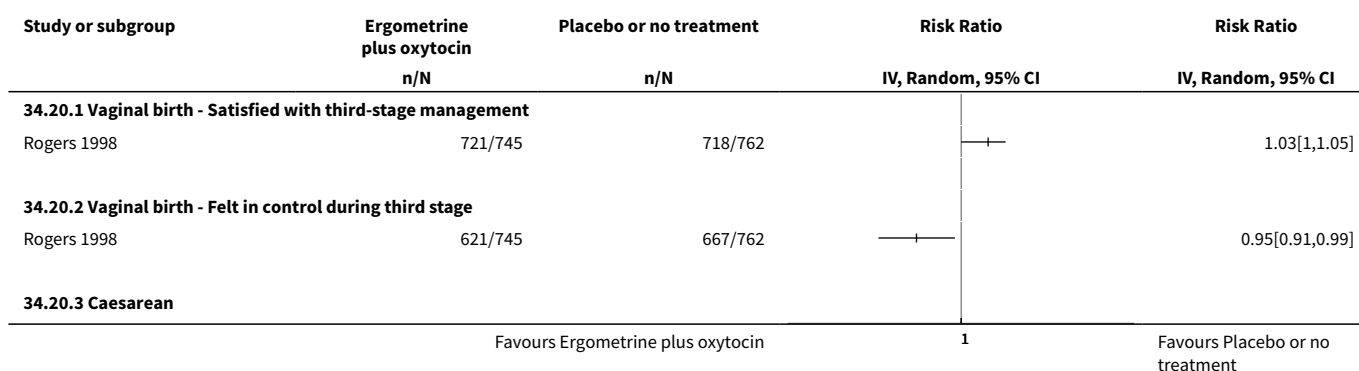 Study or subgroup Ergometrine plus oxytocin Placebo or no treatment Risk Ratio Risk Ratio
n/N n/N IV, Random, 95% CI IV, Random, 95% CI
34.20.1 Vaginal birth - Satisfied with third-stage management
Rogers 1998 721/745 718/762 1.03[1,1.05]
34.20.2 Vaginal birth - Felt in control during third stage
Rogers 1998 621/745 667/762 0.95[0.91,0.99]
34.20.3 Caesarean
Favours Ergometrine plus oxytocin 1 Favours Placebo or no
treatment